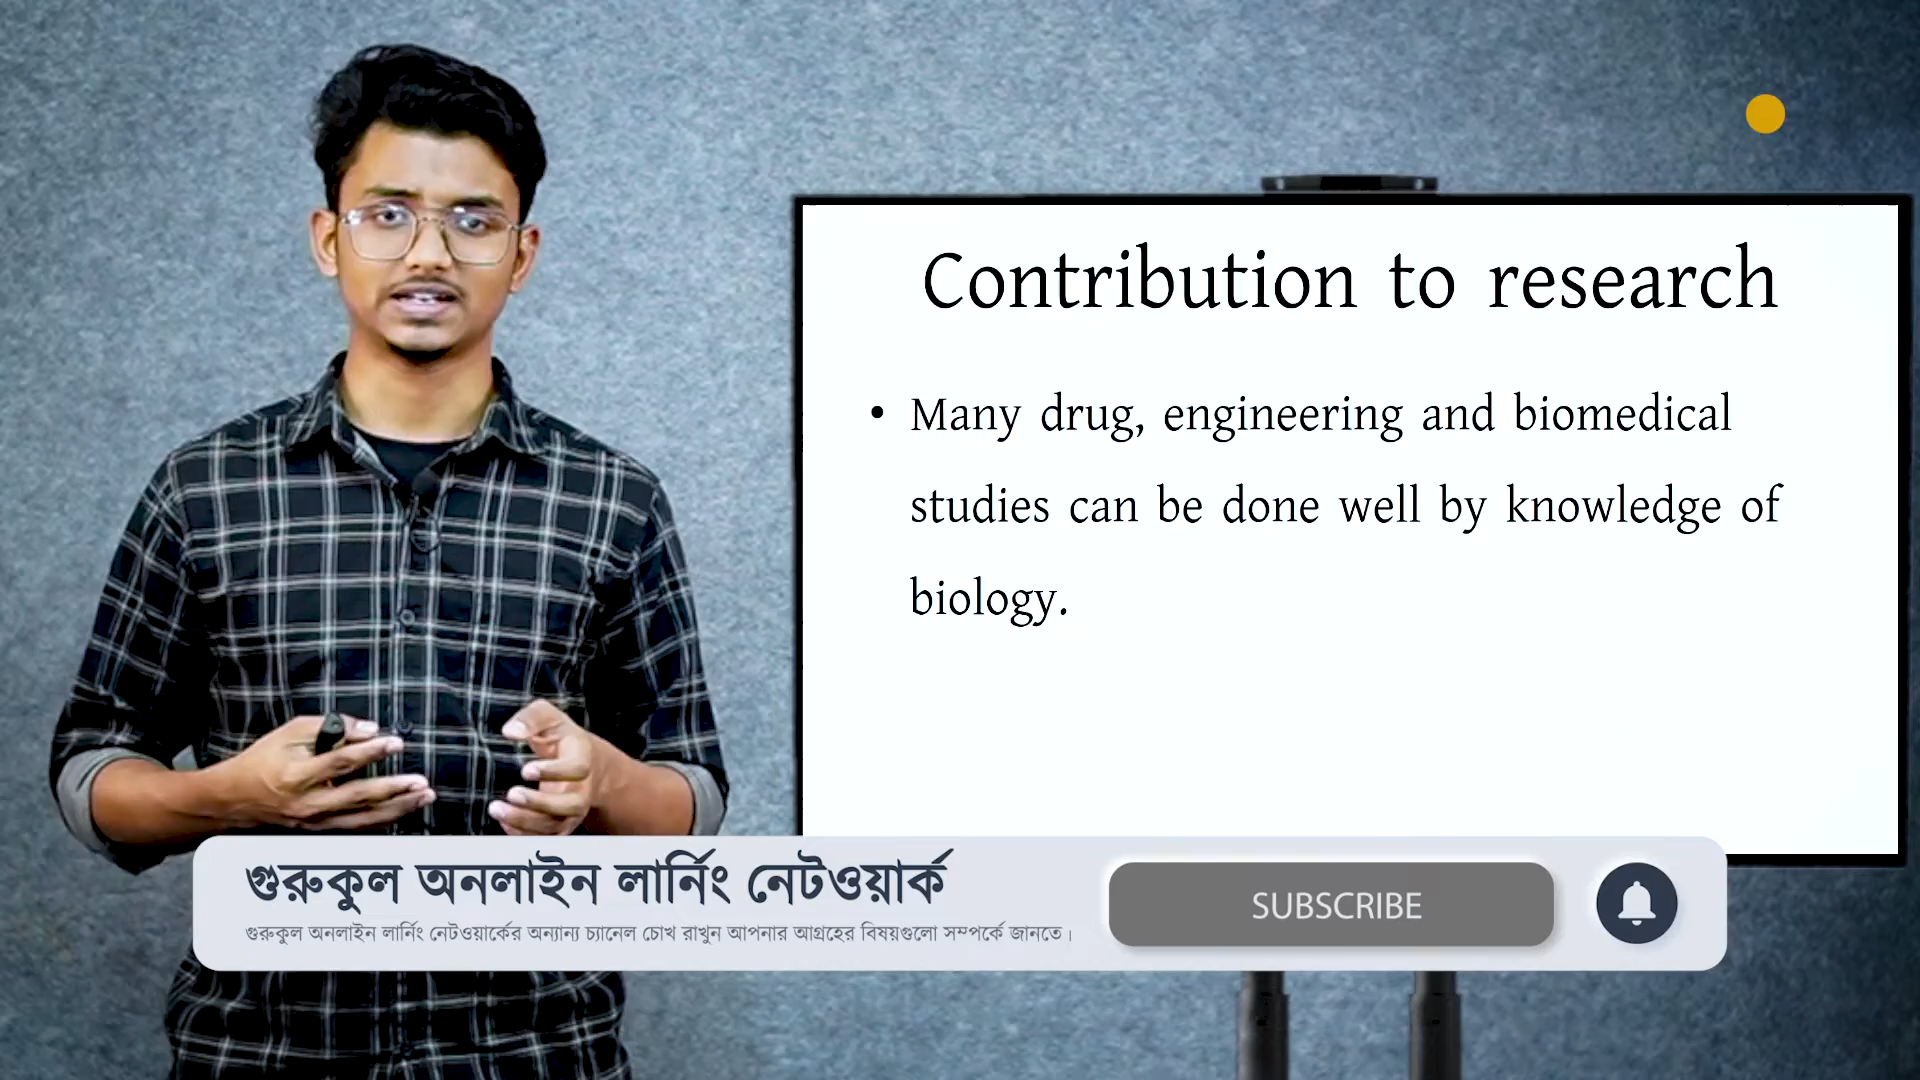 Contribution to research
• Many drug, engineering and biomedical
studies can be done well by knowledge of
biology.
গুরুকুল অনলাইন লার্নিং নেটওয়ার্ক
গুরুকুল অনলাইন লার্নিং নেটওয়ার্কের অন্যান্য চ্যানেল চোখ রাখুন আপনার আগ্রহের বিষয়গুলো সম্পর্কে জানতে।
SUBSCRIBE